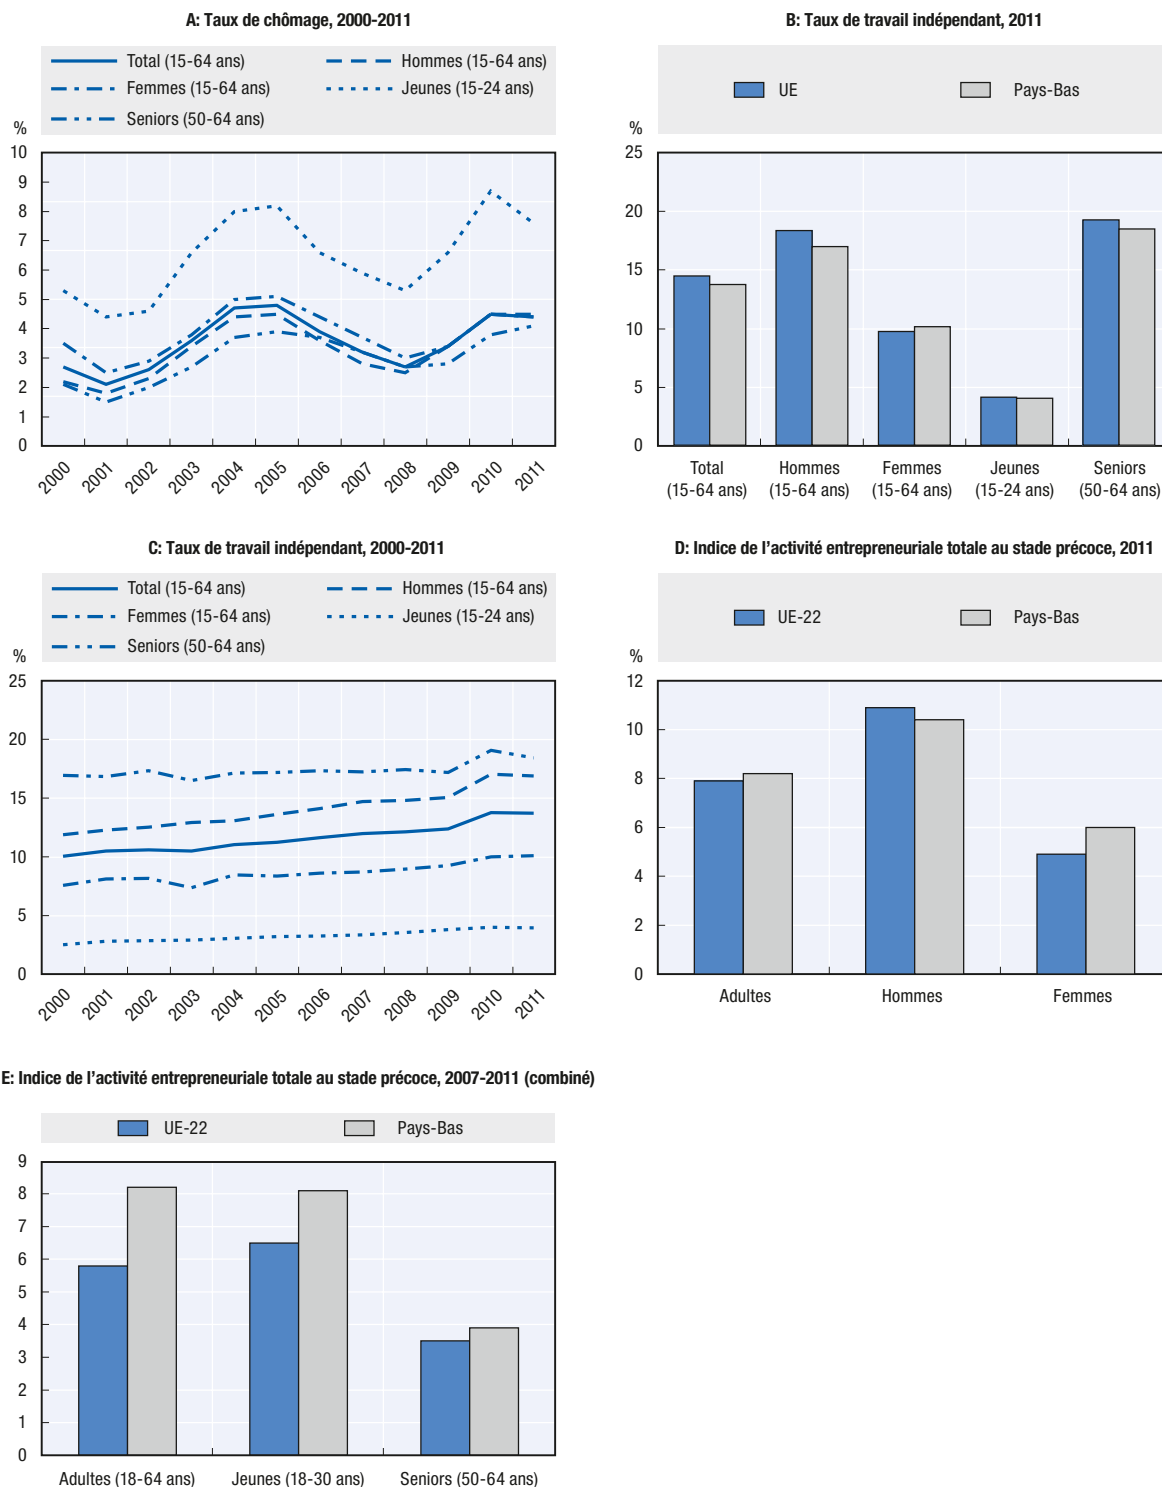 A: Taux de chômage, 2000-2011
Total (15-64 ans)
Hommes (15-64 ans)
Femmes (15-64 ans)
Jeunes (15-24 ans)
Seniors (50-64 ans)
%
10
9
8
7
6
5
4
3
2
1
0
2000 2001 2002 2003 2004 2005 2006 2007 2008 2009 2010 2011
B: Taux de travail indépendant, 2011
UE
Pays-Bas
%
25
20
15
10
5
0
Total Hommes Femmes Jeunes Seniors
(15-64 ans) (15-64 ans) (15-64 ans) (15-24 ans) (50-64 ans)
C: Taux de travail indépendant, 2000-2011
Total (15-64 ans)
Hommes (15-64 ans)
Femmes (15-64 ans)
Jeunes (15-24 ans)
Seniors (50-64 ans)
%
25
20
15
10
5
0
2000 2001 2002 2003 2004 2005 2006 2007 2008 2009 2010 2011
D: Indice de l'activité entrepreneuriale totale au stade précoce, 2011
UE-22
Pays-Bas
%
12
10
8
6
4
2
0
Adultes Hommes Femmes
E: Indice de l'activité entrepreneuriale totale au stade précoce, 2007-2011 (combiné)
UE-22
Pays-Bas
9
8
7
6
5
4
3
2
1
0
Adultes (18-64 ans) Jeunes (18-30 ans) Seniors (50-64 ans)